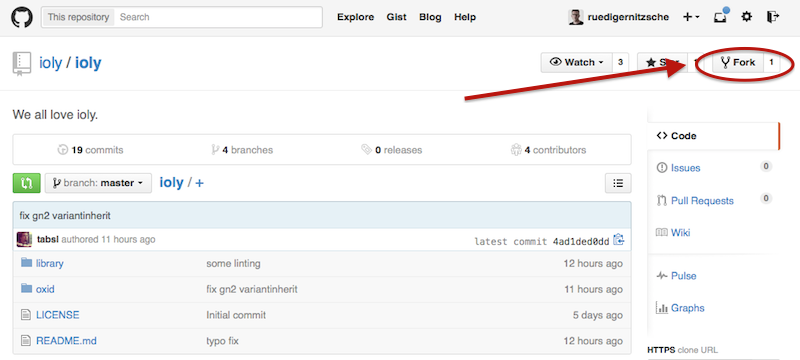 This repository Search Explore Gist Blog Help ruedigernitzsche
ioly / ioly Watch 3 Fork 1
We all love ioly.
19 commits 4 branches 0 releases 4 contributors
branch: master ioly / +
fix gn2 variantinherit
tabsl authored 11 hours ago latest commit 4ad1ded0dd
library some linting 12 hours ago
oxid fix gn2 variantinherit 11 hours ago
LICENSE Initial commit 5 days ago
README.md typo fix 12 hours ago
Code
Issues 0
Pull Requests 0
Wiki
Pulse
Graphs
HTTPS clone URL